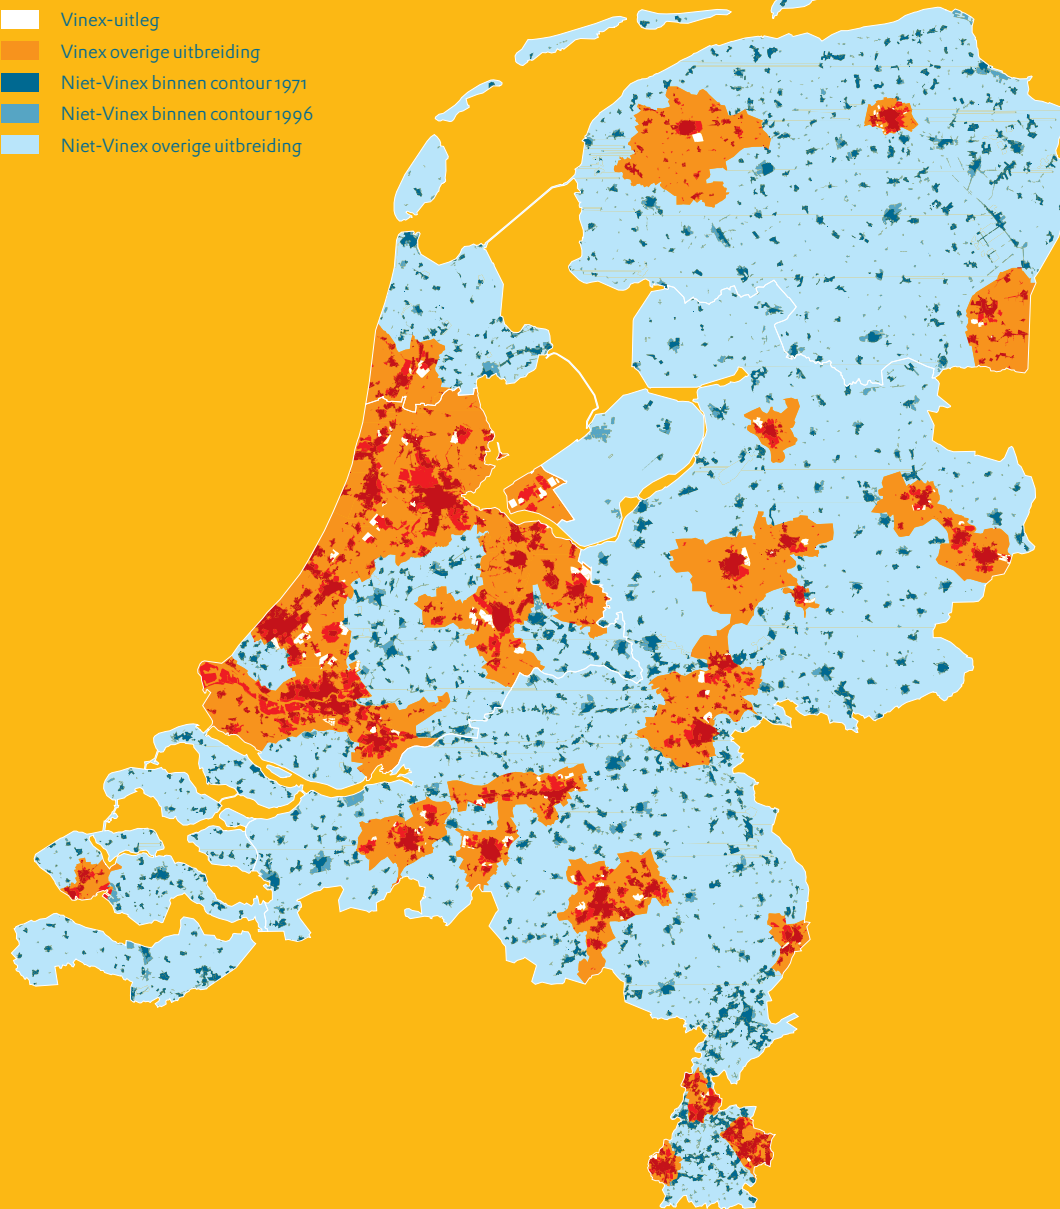 Vinex-uitleg
Vinex overige uitbreiding
Niet-Vinex binnen contour 1971
Niet-Vinex binnen contour 1996
Niet-Vinex overige uitbreiding